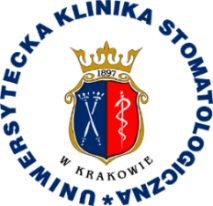 UNIWERSYTECKA KLINIKA STOMATOLOGICZNA *
1897
W KRAKOWIE